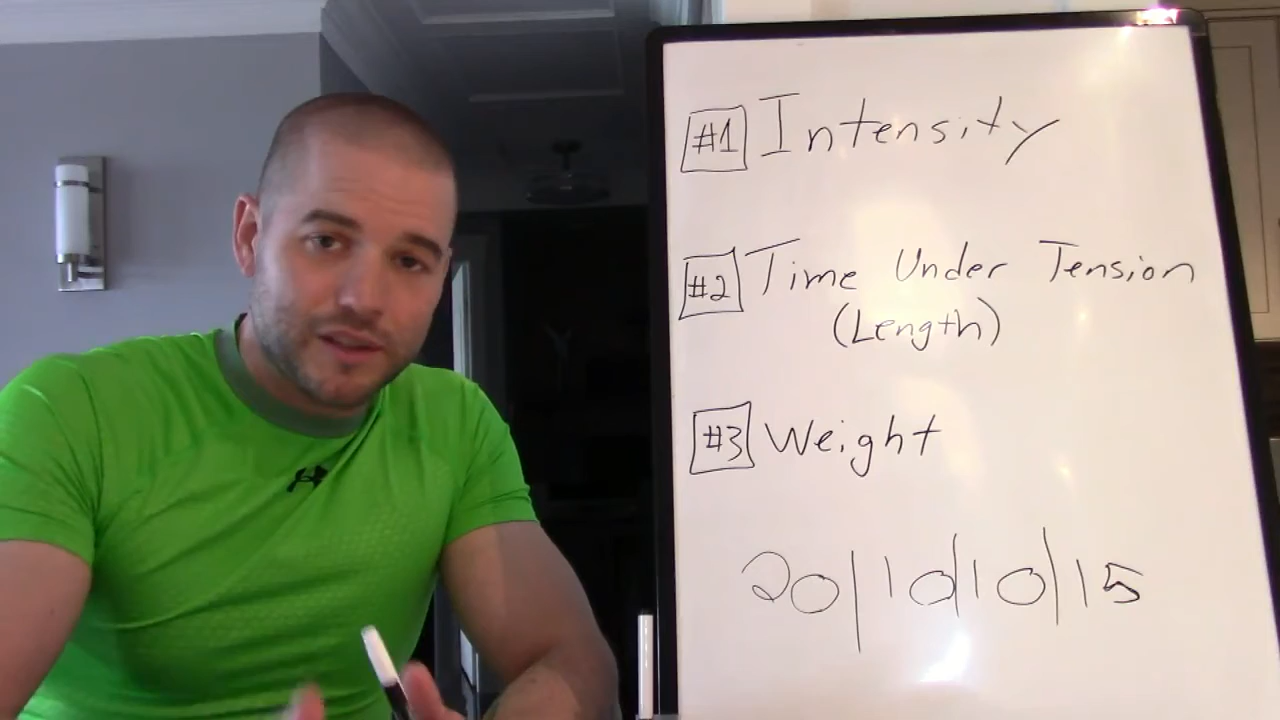 #1 Intensity
#2 Time Under Tension
(Length)
#3 Weight
20|10|10|15